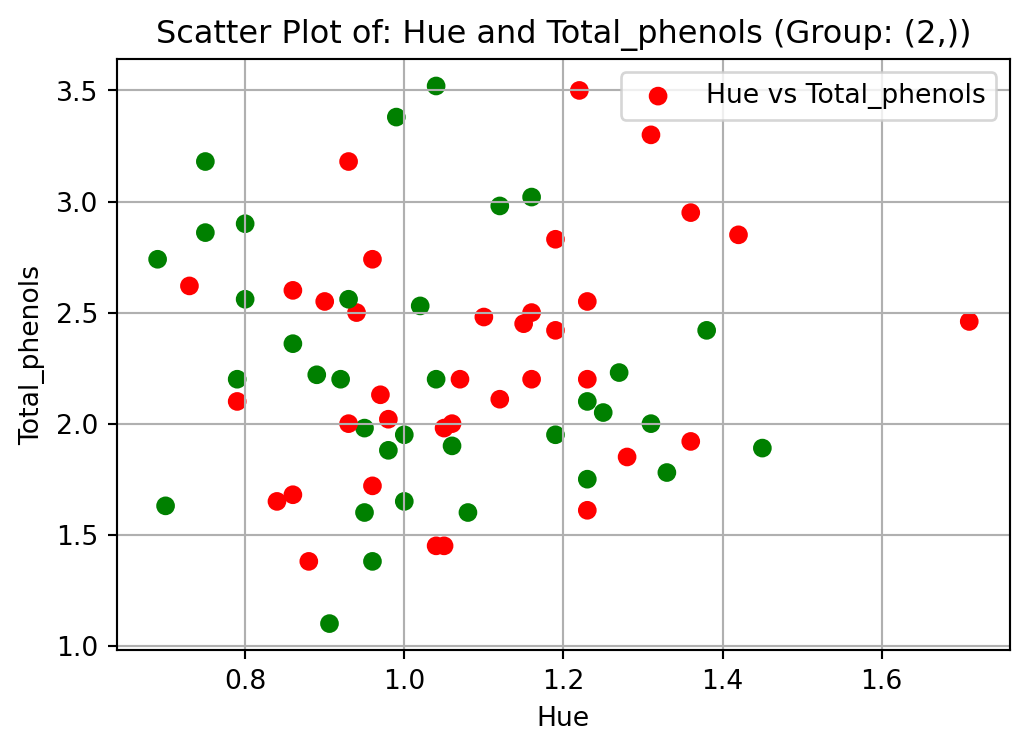 Scatter Plot of: Hue and Total_phenols (Group: (2,))
Hue vs Total_phenols
3.5
3.0
2.5
2.0
1.5
1.0
Total_phenols
0.8 1.0 1.2 1.4 1.6
Hue